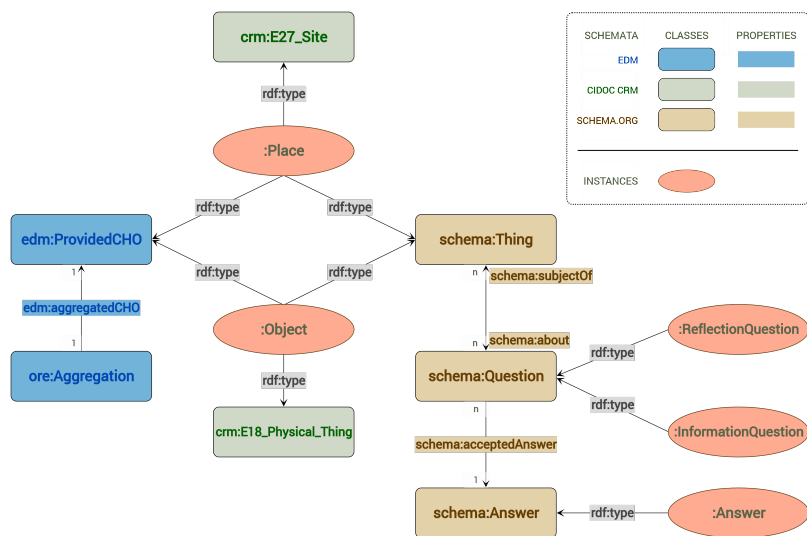 crm:E27_Site
SCHEMATA CLASSES PROPERTIES
EDM
CIDOC CRM
SCHEMA.ORG
INSTANCES
rdf:type
:Place
rdf:type
rdf:type
edm:ProvidedCHO
schema:Thing
rdf:type
rdf:type
1
n
schema:subjectOf
edm:aggregatedCHO
:Object
:ReflectionQuestion
1
n
schema:about
rdf:type
ore:Aggregation
rdf:type
schema:Question
rdf:type
n
crm:E18_Physical_Thing
:InformationQuestion
schema:acceptedAnswer
1
schema:Answer
rdf:type
:Answer